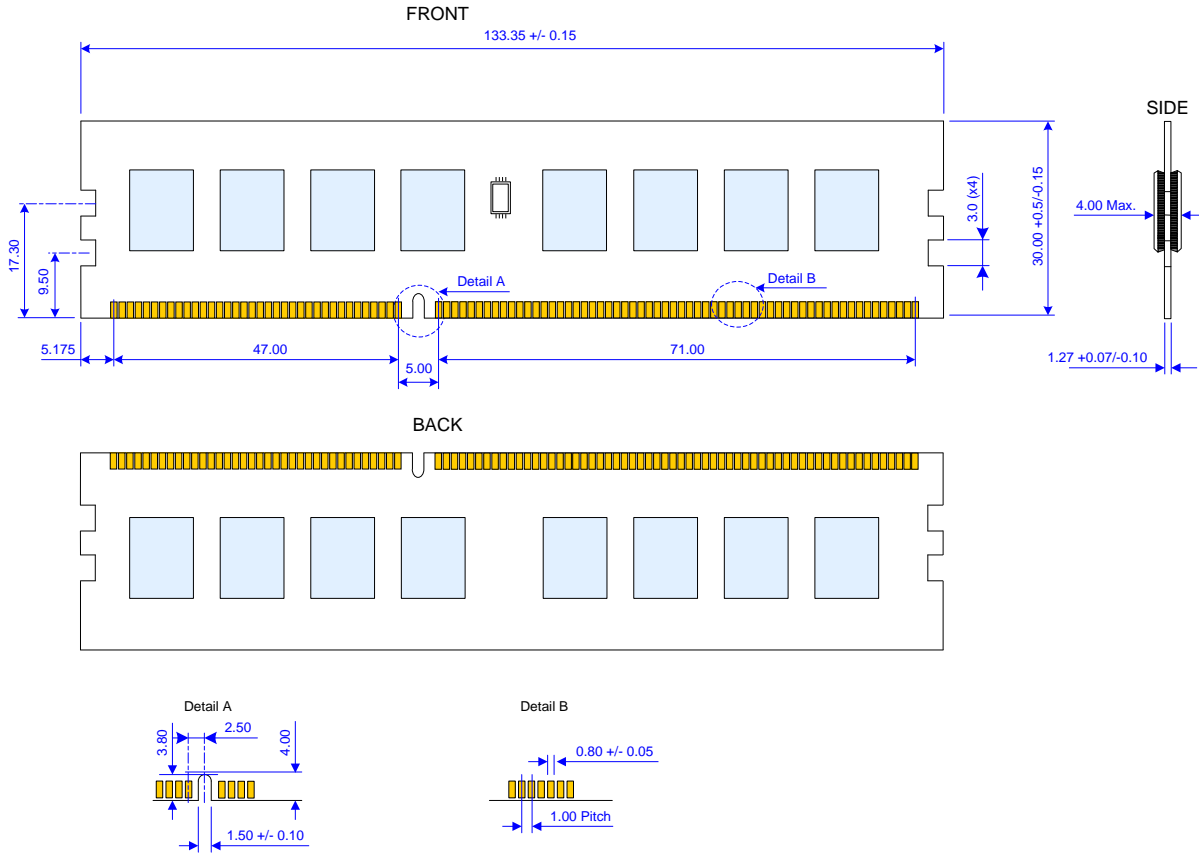 FRONT
133.35 +/- 0.15
SIDE
17.30
9.50
3.0 (x4)
30.00 +0.5/-0.15
4.00 Max.
Detail A
Detail B
5.175
47.00
5.00
71.00
1.27 +0.07/-0.10
BACK
Detail A
3.80
2.50
4.00
1.50 +/- 0.10
Detail B
0.80 +/- 0.05
1.00 Pitch